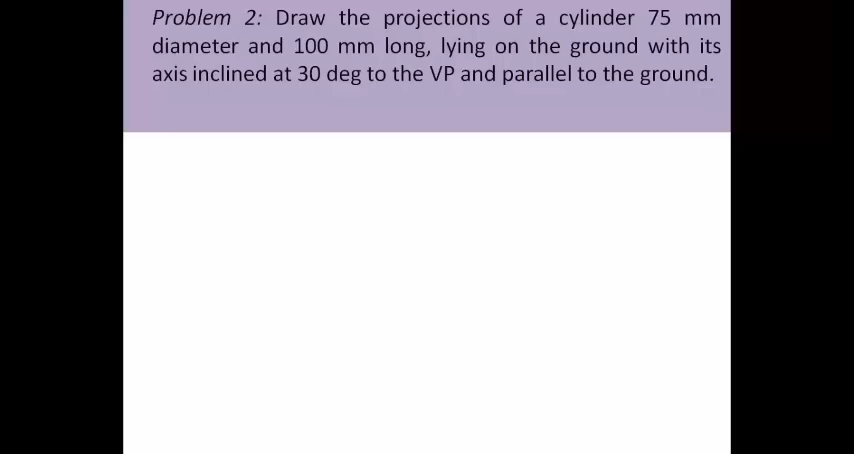 Problem 2: Draw the projections of a cylinder 75 mm
diameter and 100 mm long, lying on the ground with its
axis inclined at 30 deg to the VP and parallel to the ground.